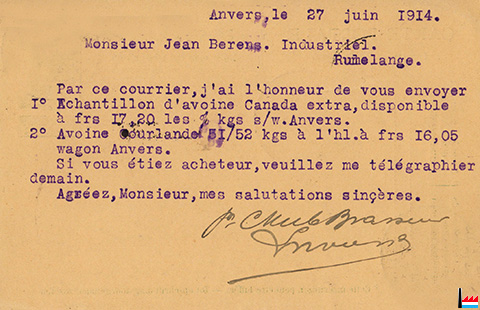 Anvers,le 27 juin 1914.
Monsieur Jean Berens. Industriel.
Rumelange.
Par ce courrier,j'ai l'honneur de vous envoyer
1° Echantillon d'avoine Canada extra,disponible
à frs 17,20 les % kgs s/w.Anvers.
2° Avoine Courlande 51/52 kgs à l'hl.à frs 16,05
wagon Anvers.
Si vous étiez acheteur,veuillez me télégraphier
demain.
Agréez,Monsieur,mes salutations sinçères.
Brasseur